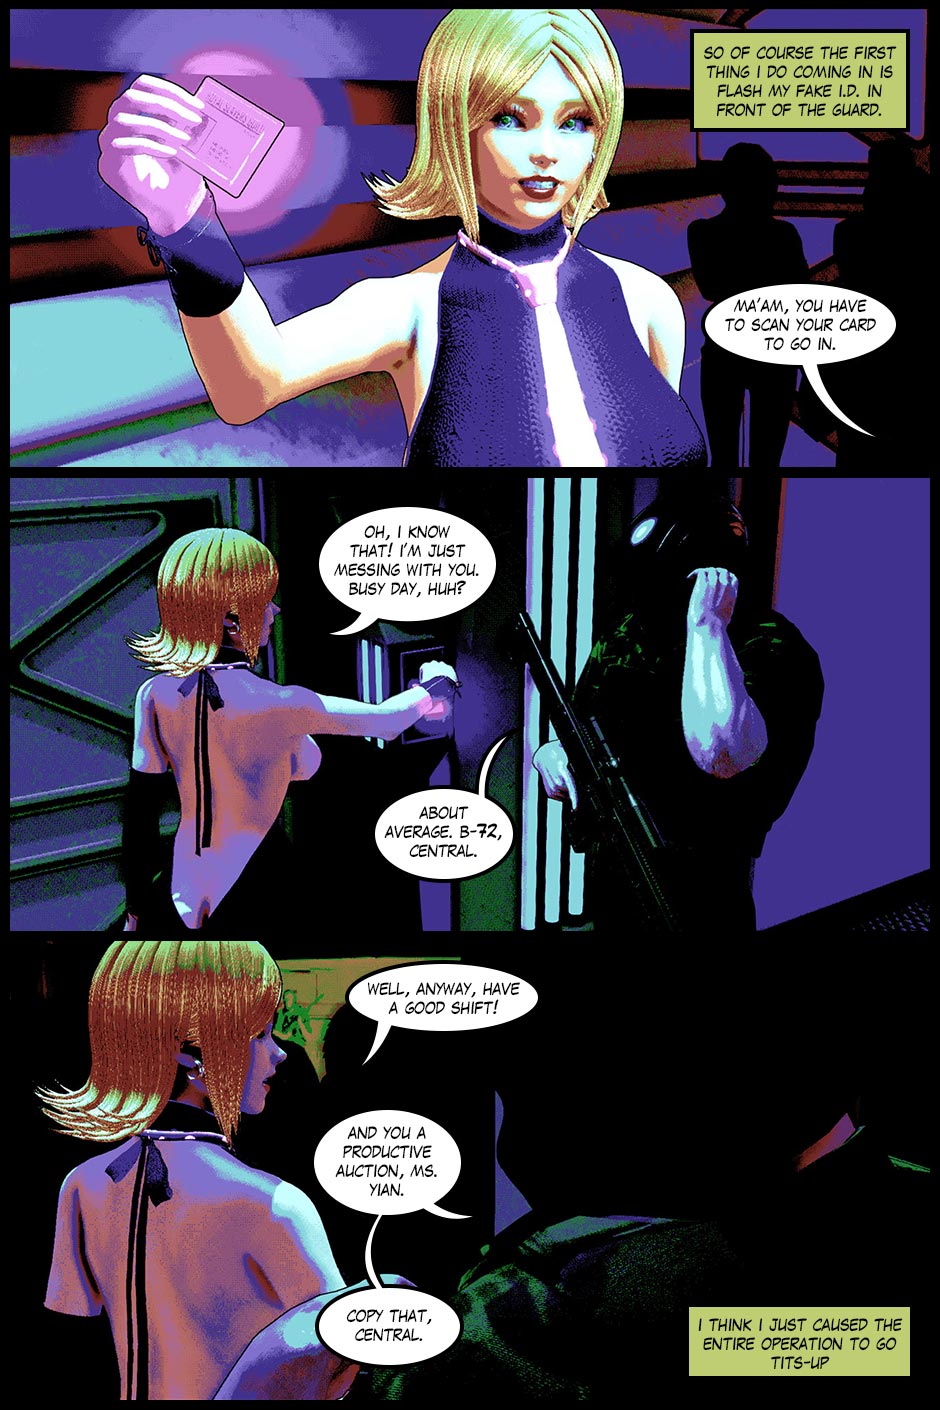 SO OF COURSE THE FIRST
THING I DO COMING IN IS
FLASH MY FAKE I.D. IN
FRONT OF THE GUARD.
MA'AM, YOU HAVE
TO SCAN YOUR CARD
TO GO IN.
OH, I KNOW
THAT! I'M JUST
MESSING WITH YOU.
BUSY DAY, HUH?
ABOUT
AVERAGE. B-72,
CENTRAL.
WELL, ANYWAY, HAVE
A GOOD SHIFT!
AND YOU A
PRODUCTIVE
AUCTION, MS.
YIAN.
COPY THAT,
CENTRAL.
I THINK I JUST CAUSED THE
ENTIRE OPERATION TO GO
TITS-UP